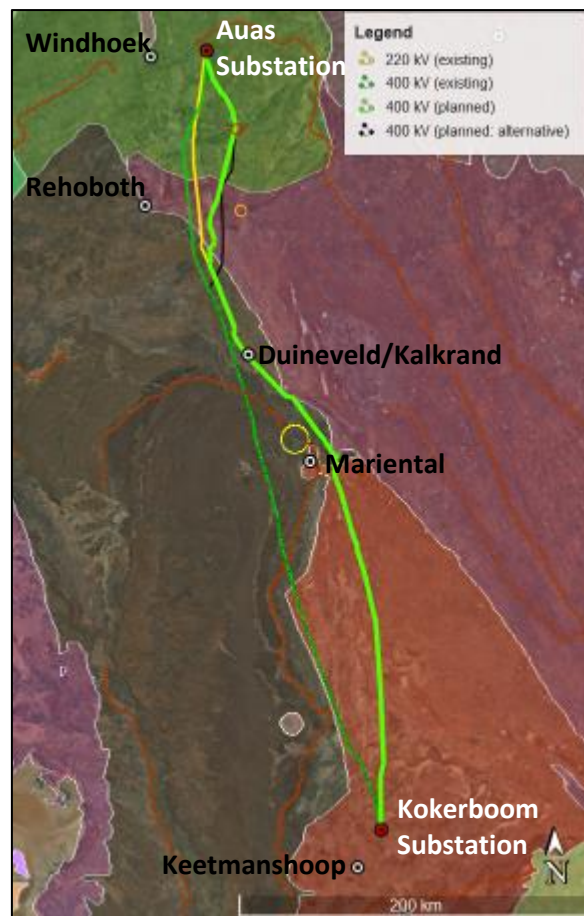 Windhoek
Auas
Substation
Legend
220 kV (existing)
400 kV (existing)
400 kV (planned)
400 kV (planned: alternative)
Rehoboth
Duineveld/Kalkrand
Mariental
Kokerboom
Substation
Keetmanshoop
N
200 km